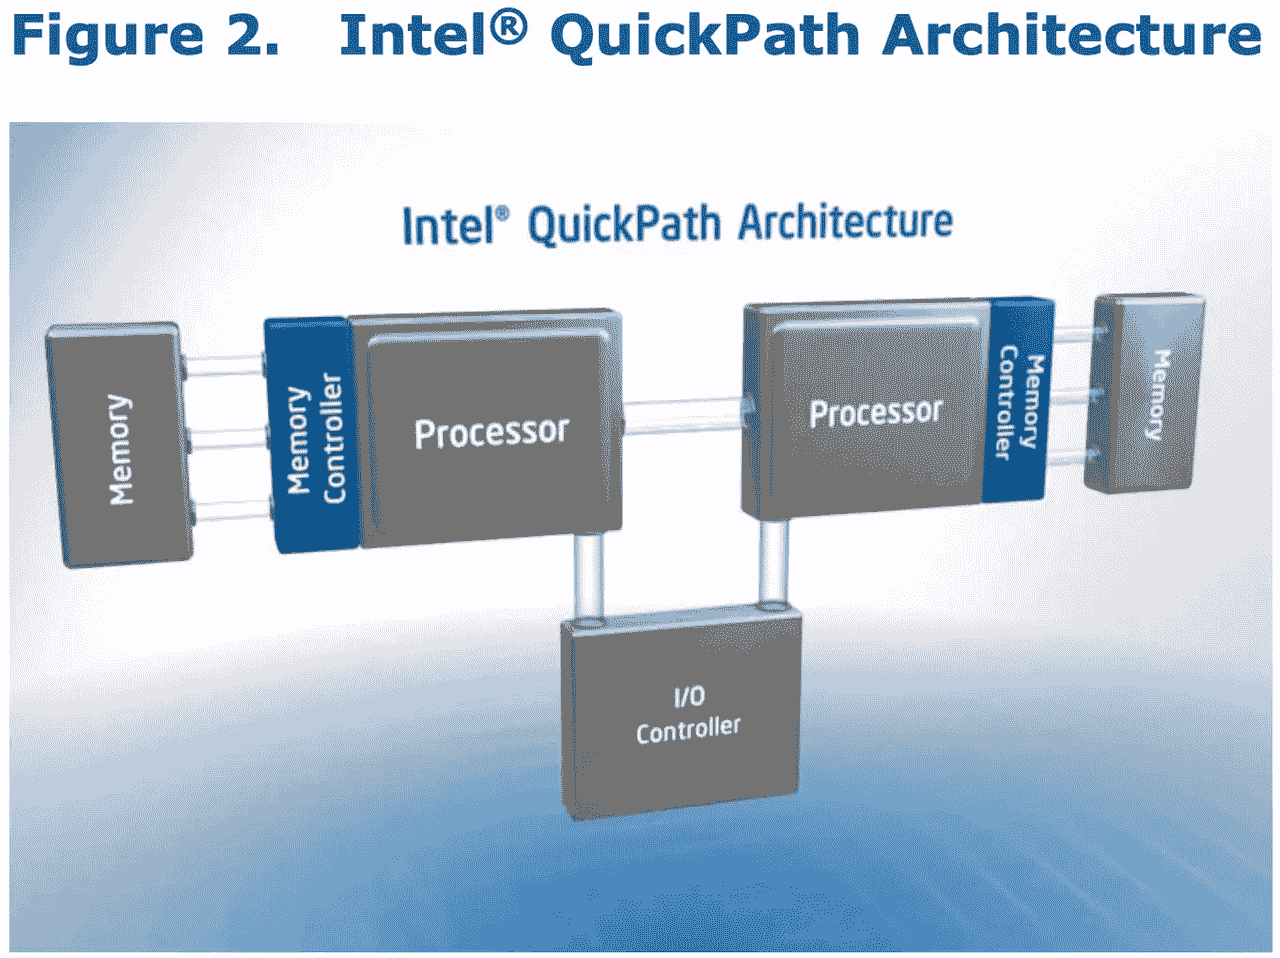 Figure 2. Intel® QuickPath Architecture
Intel® QuickPath Architecture
Memory
Memory
Controller
Processor
Processor
Memory
Controller
Memory
I/O
Controller